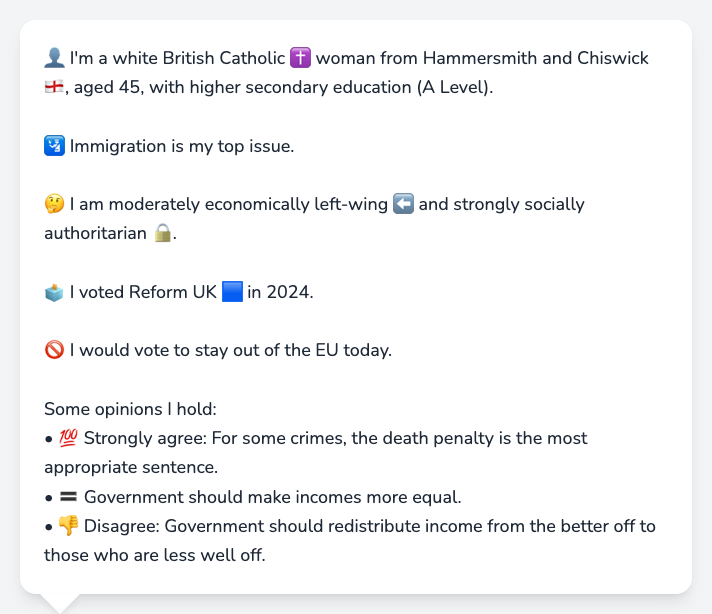 👤 I'm a white British Catholic ✝️ woman from Hammersmith and Chiswick
🏴󠁧󠁢󠁥󠁮󠁧󠁿, aged 45, with higher secondary education (A Level).
🛂 Immigration is my top issue.
🤔 I am moderately economically left-wing ⬅️ and strongly socially
authoritarian 🔒.
🗳️ I voted Reform UK 🟦 in 2024.
🚫 I would vote to stay out of the EU today.
Some opinions I hold:
• 💯 Strongly agree: For some crimes, the death penalty is the most
appropriate sentence.
• 🟰 Government should make incomes more equal.
• 👎 Disagree: Government should redistribute income from the better off to
those who are less well off.